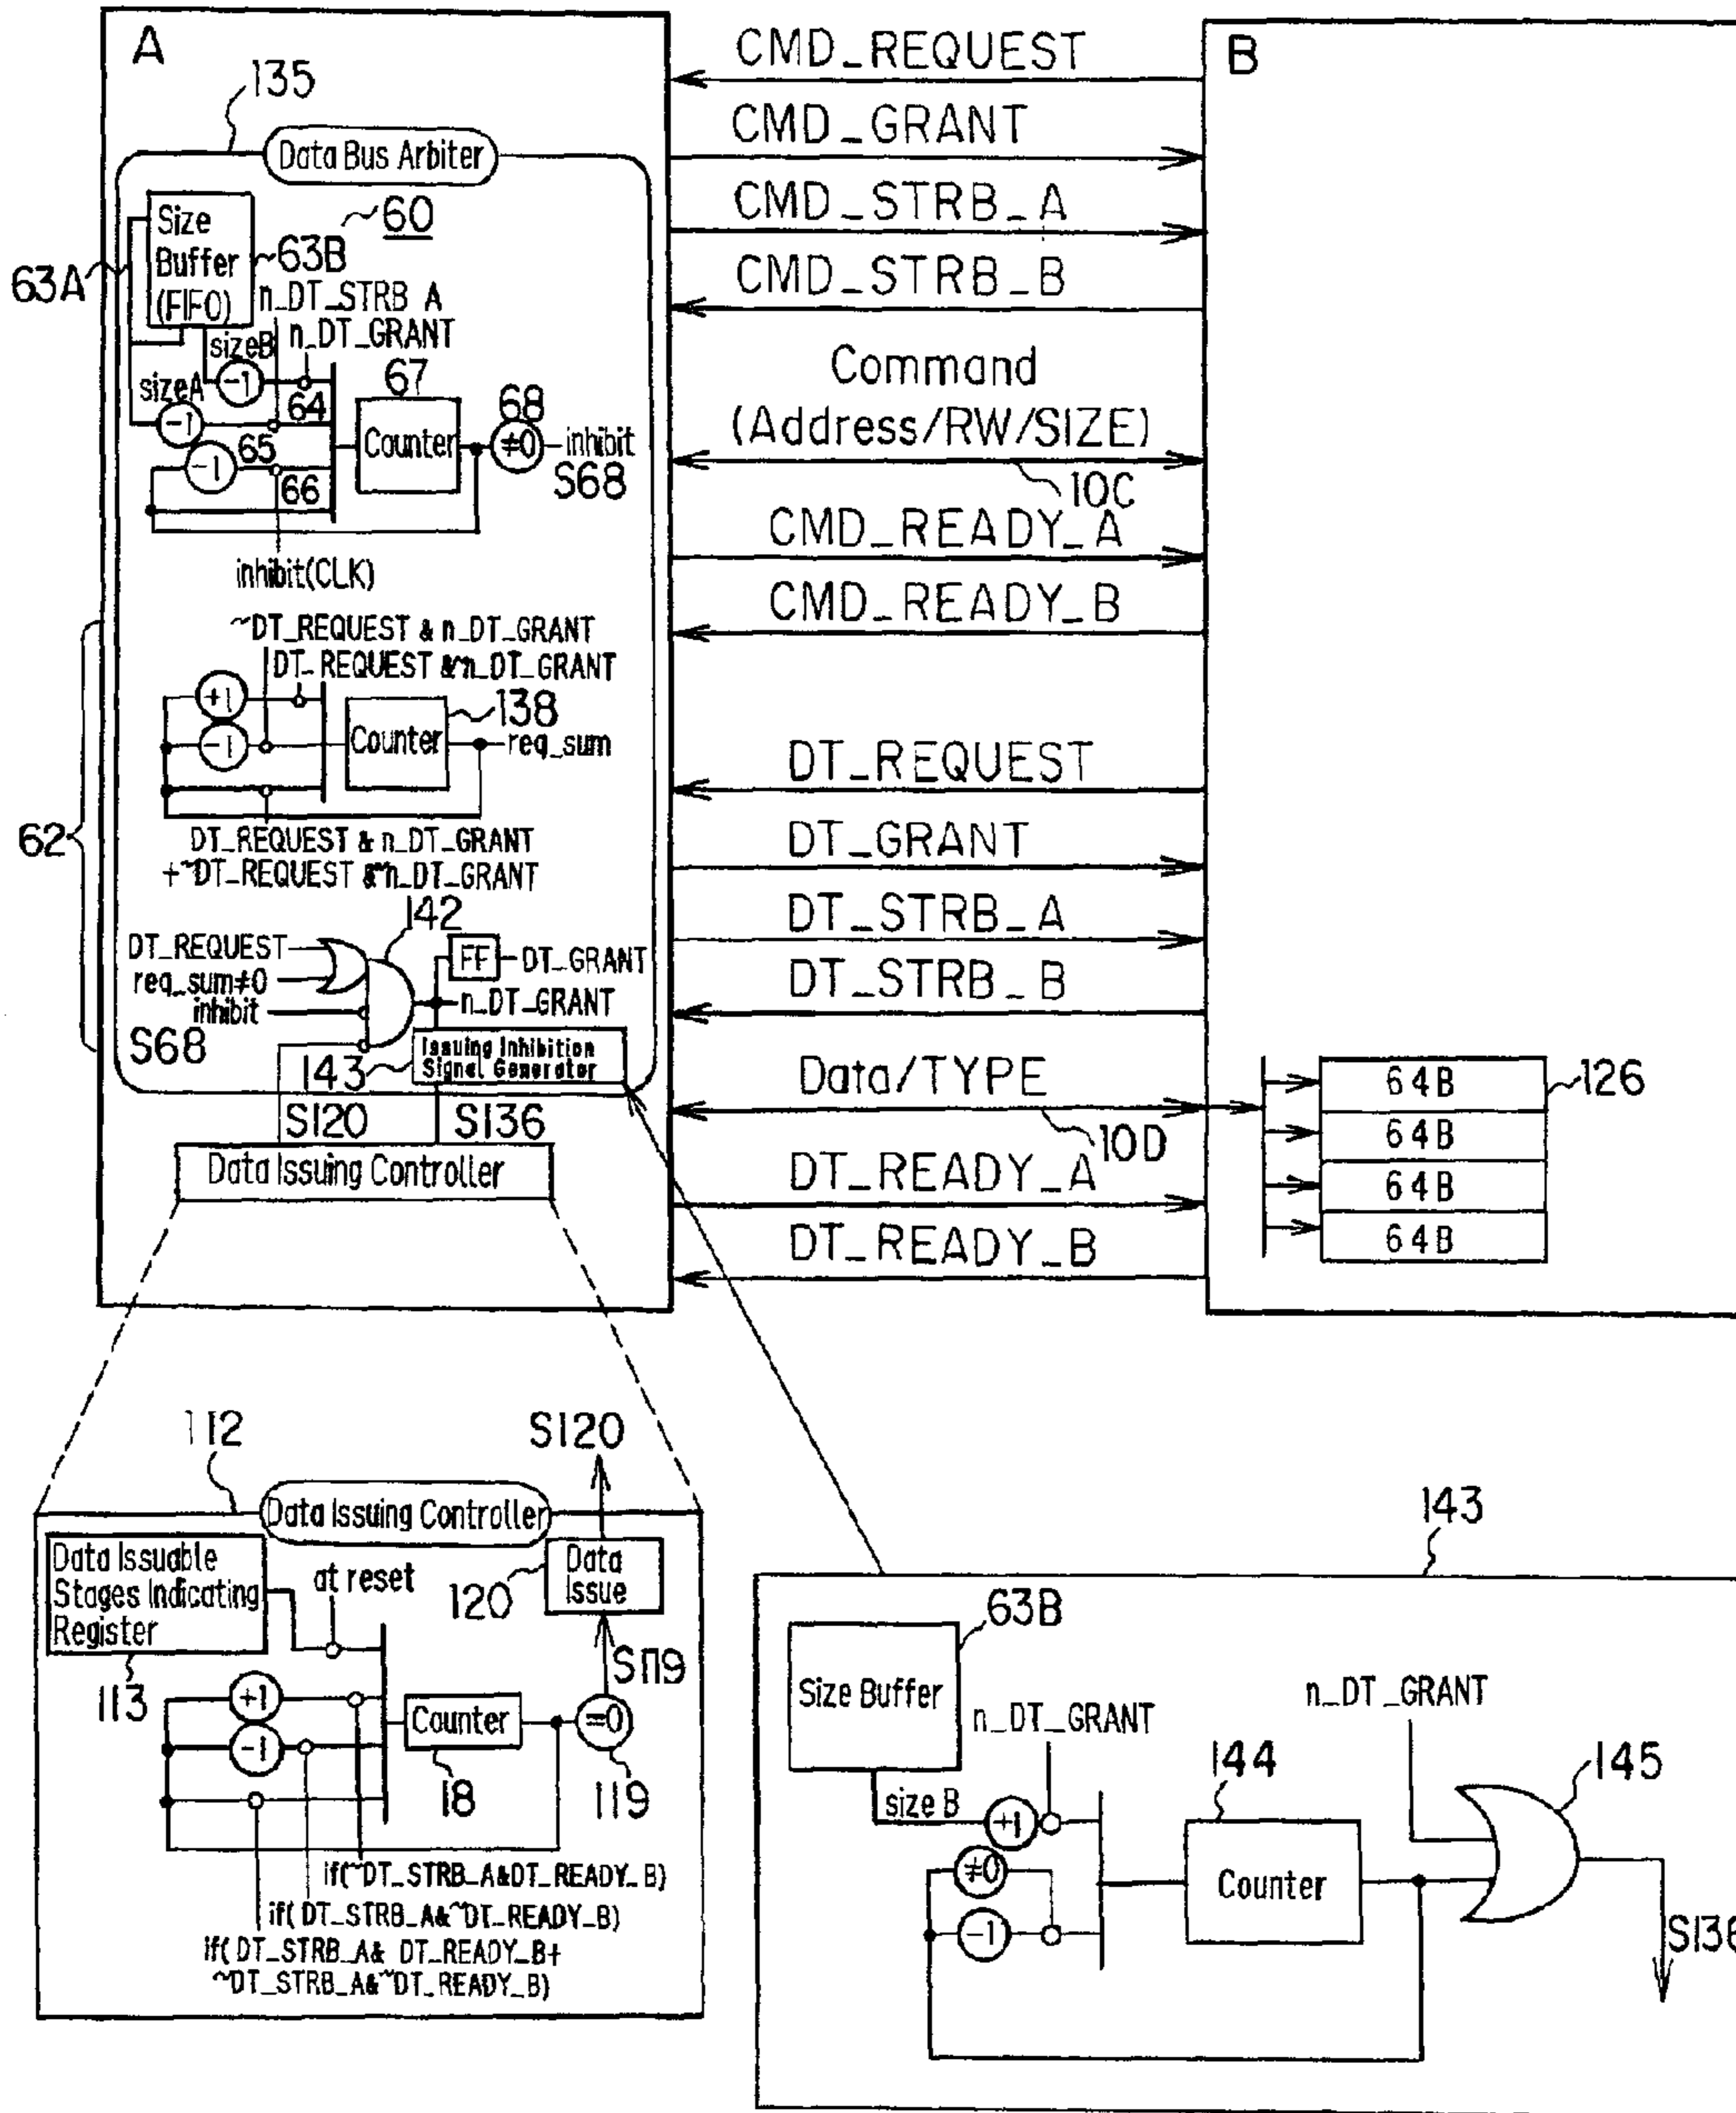 A
135
Data Bus Arbiter
Size
Buffer
(FIFO)
60
63A
63B
n_DT_STRB A
n_DT_GRANT
sizeB
-1
sizeA
-1
64
67
Counter
68
≠0
inhibit
S68
65
-1
66
inhibit(CLK)
~DT_REQUEST & n_DT_GRANT
DT_REQUEST &~n_DT_GRANT
+1
-1
138
Counter
req_sum
62
DT_REQUEST & n_DT_GRANT
+~DT_REQUEST &~n_DT_GRANT
142
DT_REQUEST
req_sum≠0
inhibit
S68
FF
DT_GRANT
n_DT_GRANT
143
Issuing Inhibition
Signal Generator
S120
S136
Data Issuing Controller
CMD_REQUEST
CMD_GRANT
CMD_STRB_A
CMD_STRB_B
Command
(Address/RW/SIZE)
10C
CMD_READY_A
CMD_READY_B
DT_REQUEST
DT_GRANT
DT_STRB_A
DT_STRB_B
Data/TYPE
10D
DT_READY_A
DT_READY_B
B
64B
126
64B
64B
64B
112
Data Issuing Controller
S120
Data Issuable
Stages Indicating
Register
at reset
120
Data
Issue
113
S119
+1
-1
Counter
18
=0
119
if(~DT_STRB_A&DT_READY_B)
if(DT_STRB_A&~DT_READY_B)
if(DT_STRB_A& DT_READY_B+
~DT_STRB_A&~DT_READY_B)
143
63B
Size Buffer
n_DT_GRANT
n_DT_GRANT
size B
+1
≠0
-1
144
Counter
145
S136